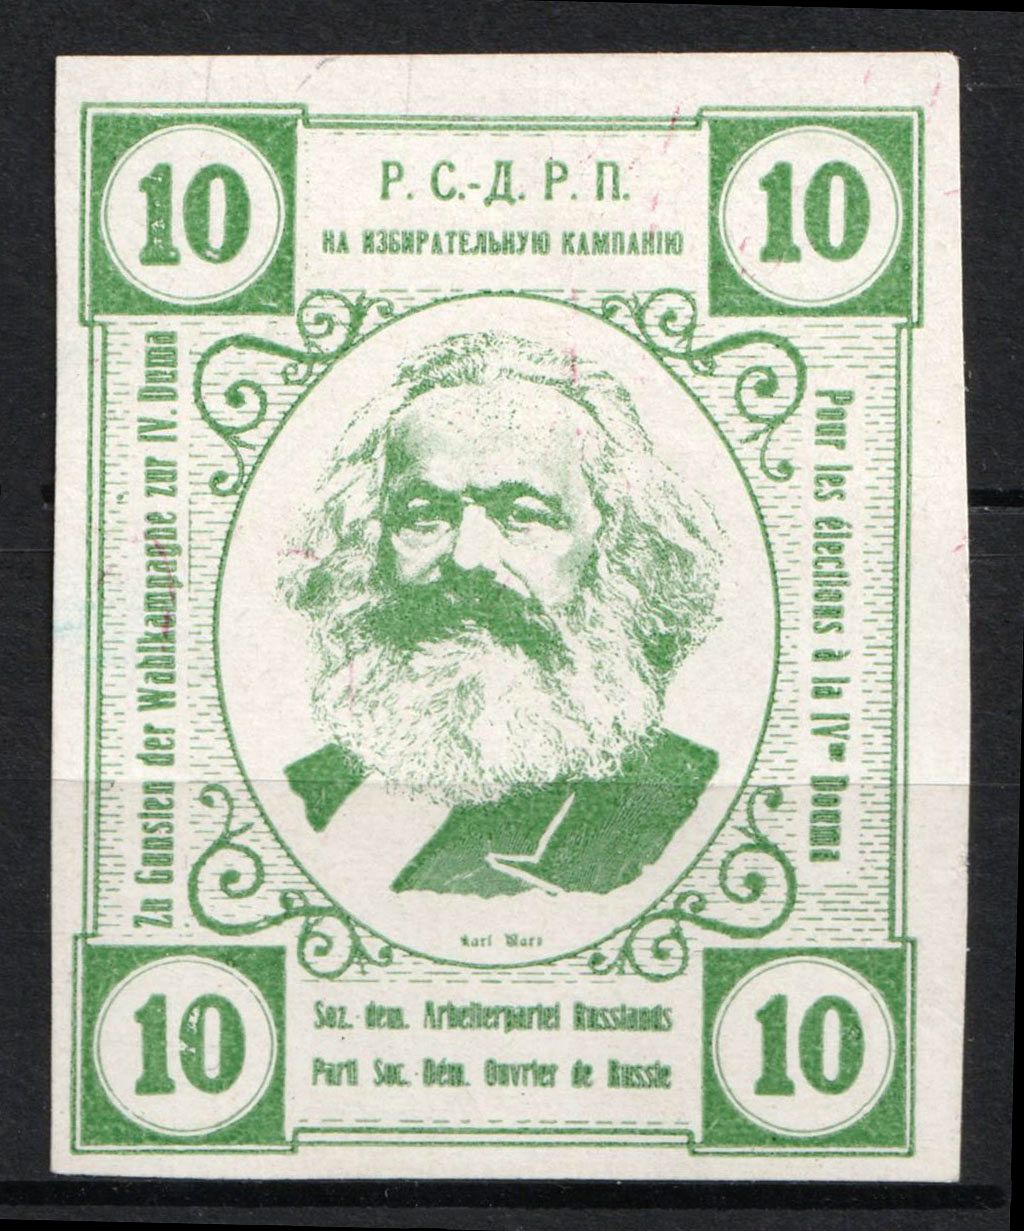 10
10
Р. С.-Д. Р. П.
НА ИЗБИРАТЕЛЬНУЮ КАМПАНІЮ
Zu Gunsten der Wahlkampagne zur IV. Duma
Pour les élections à la IVme Douma
Karl Marx
10
10
Soz.-dem. Arbeiterpartei Russlands
Parti Soc.-Dém. Ouvrier de Russie